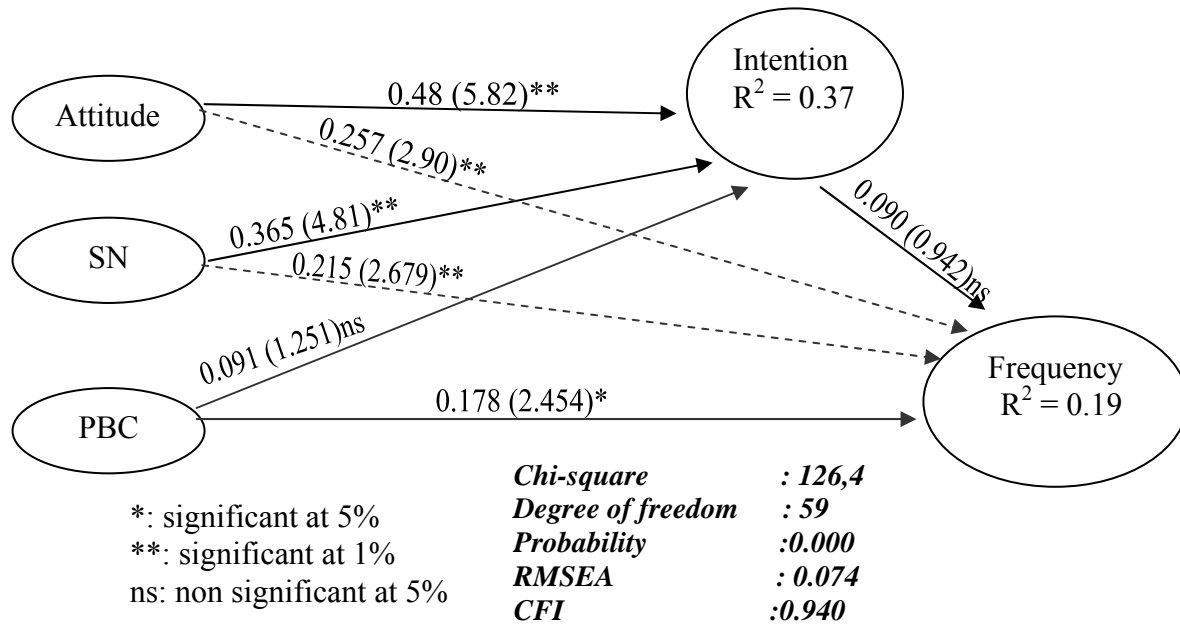 Intention
R² = 0.37
Attitude
0.48 (5.82)**
0.257 (2.90)**
0.365 (4.81)**
SN
0.215 (2.679)**
0.090 (0.942)ns
0.091 (1.251)ns
Frequency
R² = 0.19
PBC
0.178 (2.454)*
*: significant at 5%
**: significant at 1%
ns: non significant at 5%
Chi-square : 126,4
Degree of freedom : 59
Probability :0.000
RMSEA : 0.074
CFI :0.940